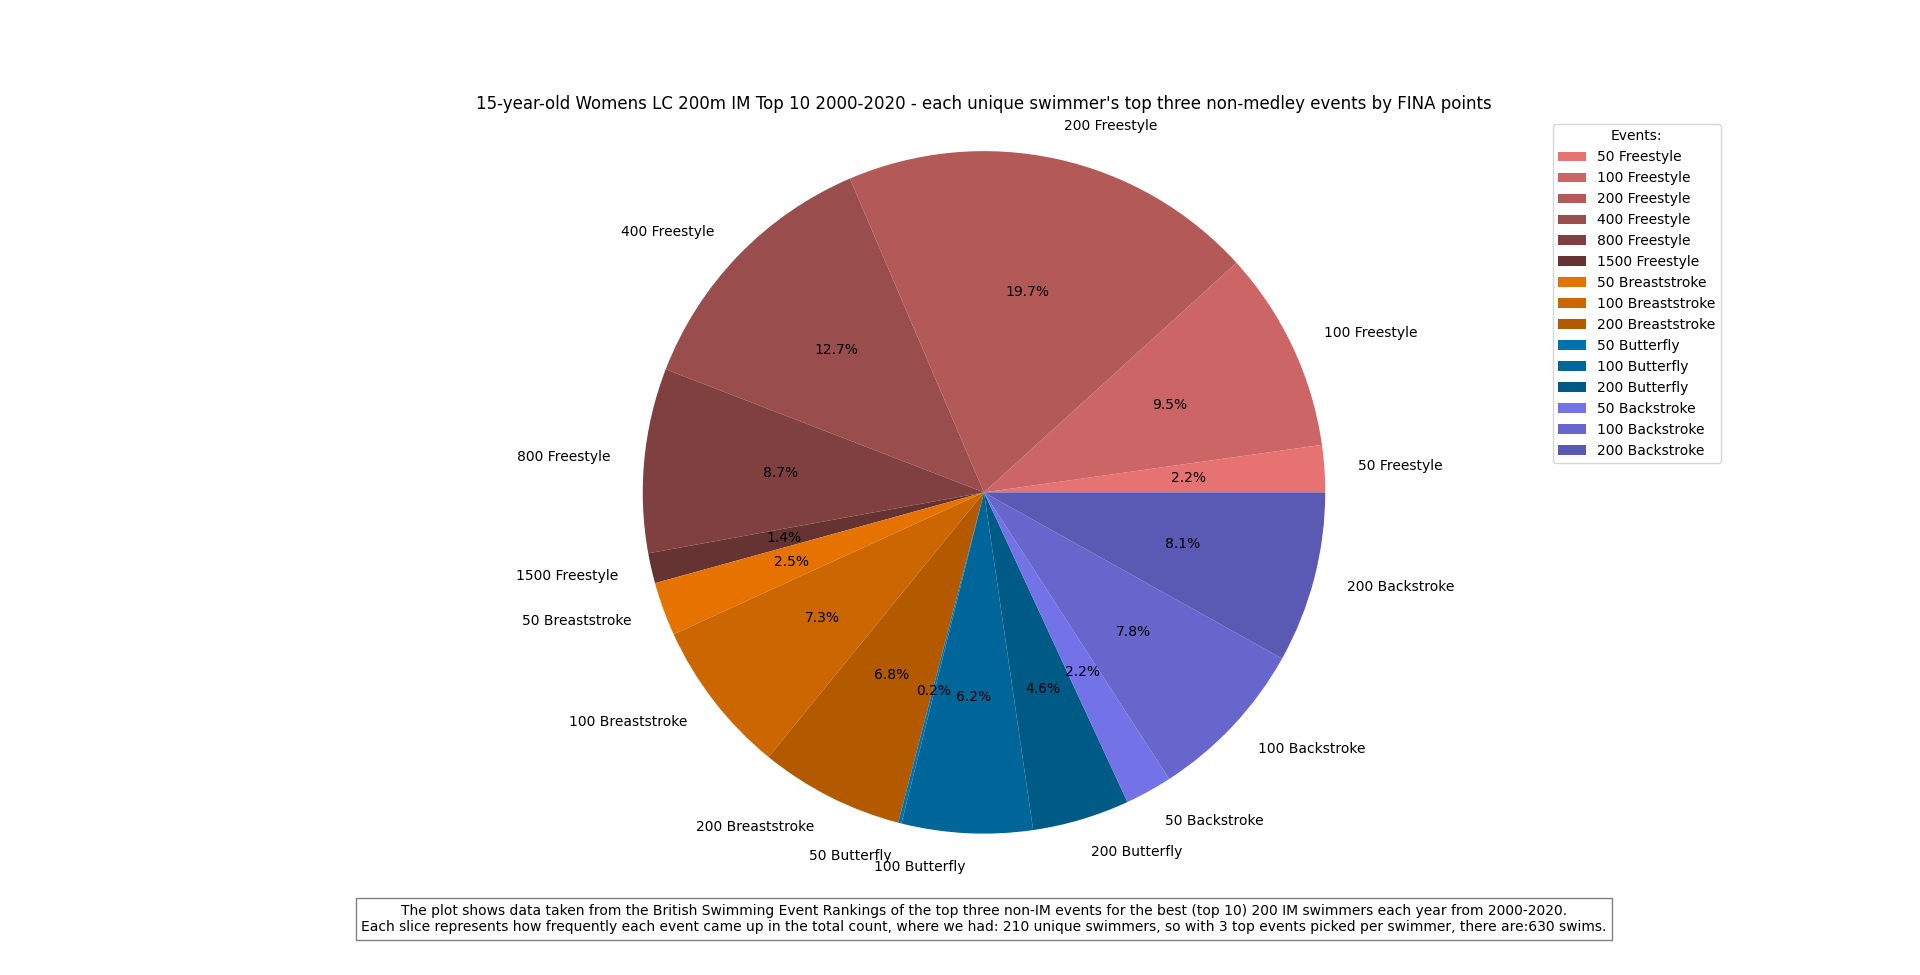 15-year-old Womens LC 200m IM Top 10 2000-2020 - each unique swimmer's top three non-medley events by FINA points
200 Freestyle
400 Freestyle
100 Freestyle
800 Freestyle
50 Freestyle
1500 Freestyle
50 Breaststroke
200 Backstroke
100 Breaststroke
100 Backstroke
200 Breaststroke
50 Backstroke
50 Butterfly
200 Butterfly
100 Butterfly
19.7%
12.7%
9.5%
8.7%
2.2%
1.4%
2.5%
8.1%
7.3%
7.8%
6.8%
2.2%
0.2%
6.2%
4.6%
Events:
50 Freestyle
100 Freestyle
200 Freestyle
400 Freestyle
800 Freestyle
1500 Freestyle
50 Breaststroke
100 Breaststroke
200 Breaststroke
50 Butterfly
100 Butterfly
200 Butterfly
50 Backstroke
100 Backstroke
200 Backstroke
The plot shows data taken from the British Swimming Event Rankings of the top three non-IM events for the best (top 10) 200 IM swimmers each year from 2000-2020.
Each slice represents how frequently each event came up in the total count, where we had: 210 unique swimmers, so with 3 top events picked per swimmer, there are:630 swims.